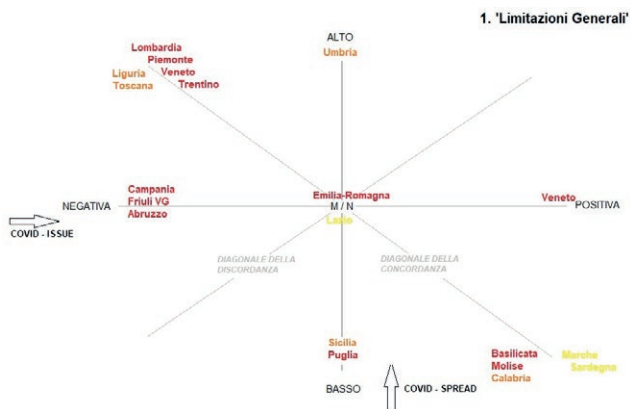 1. 'Limitazioni Generali'
ALTO
Umbria
Lombardia
Piemonte
Veneto
Trentino
Liguria
Toscana
Campania
Friuli VG
Abruzzo
NEGATIVA
COVID - ISSUE
Emilia-Romagna
M / N
Lazio
Veneto
POSITIVA
DIAGONALE DELLA
DISCORDANZA
DIAGONALE DELLA
CONCORDANZA
Sicilia
Puglia
BASSO
COVID - SPREAD
Basilicata
Molise
Calabria
Marche
Sardegna